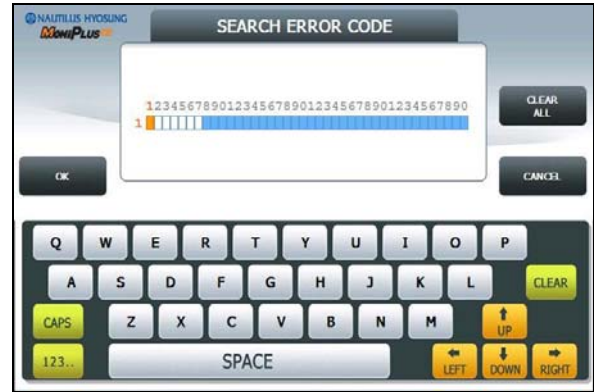 NAUTILUS HYOSUNG
MoniPlus
SEARCH ERROR CODE
1234567890123456789012345678901234567890
1
CLEAR
ALL
OK
CANCEL
Q W E R T Y U I O P
A S D F G H J K L CLEAR
CAPS Z X C V B N M UP
123.. SPACE LEFT DOWN RIGHT